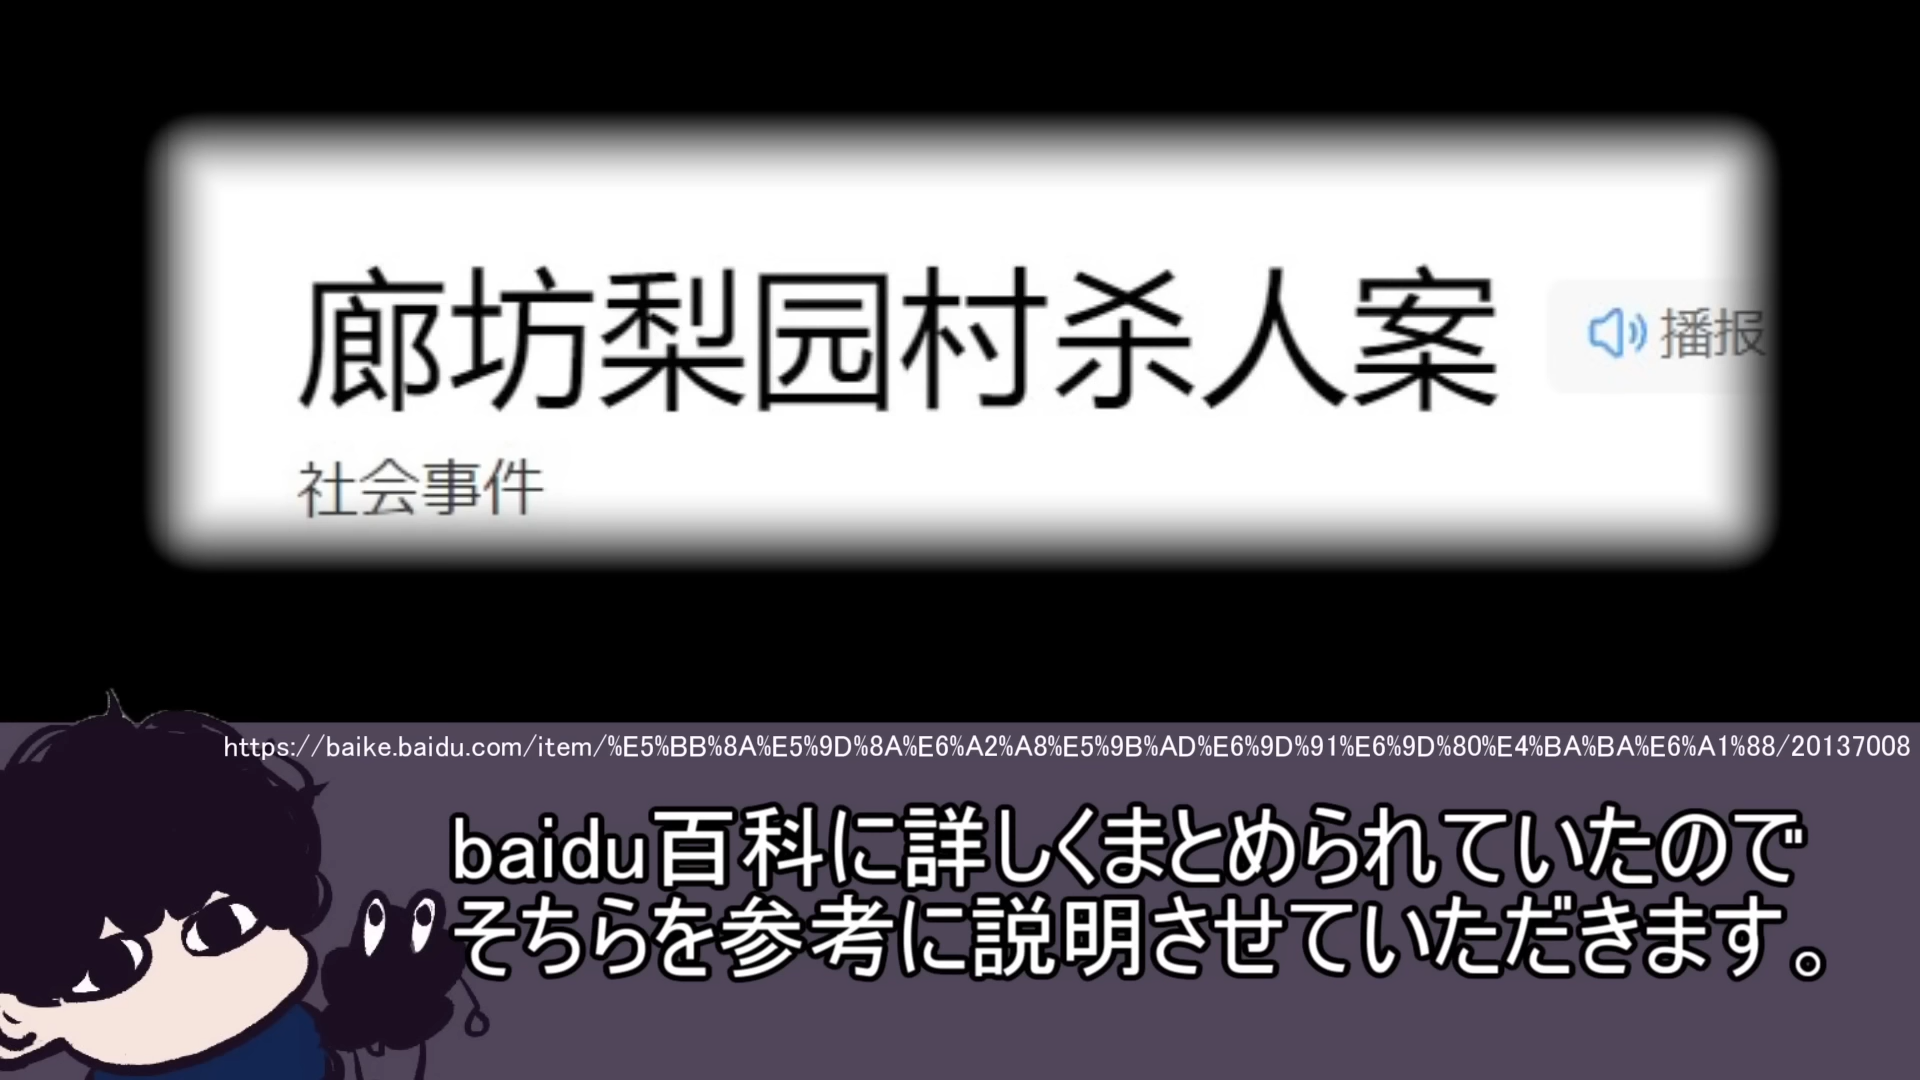 廊坊梨园村杀人案
播报
社会事件
https://baike.baidu.com/item/%E5%BB%8A%E5%9D%8A%E6%A2%A8%E5%9B%AD%E6%9D%91%E6%9D%80%E4%BA%BA%E6%A1%88/20137008
baidu百科に詳しくまとめられていたので
そちらを参考に説明させていただきます。